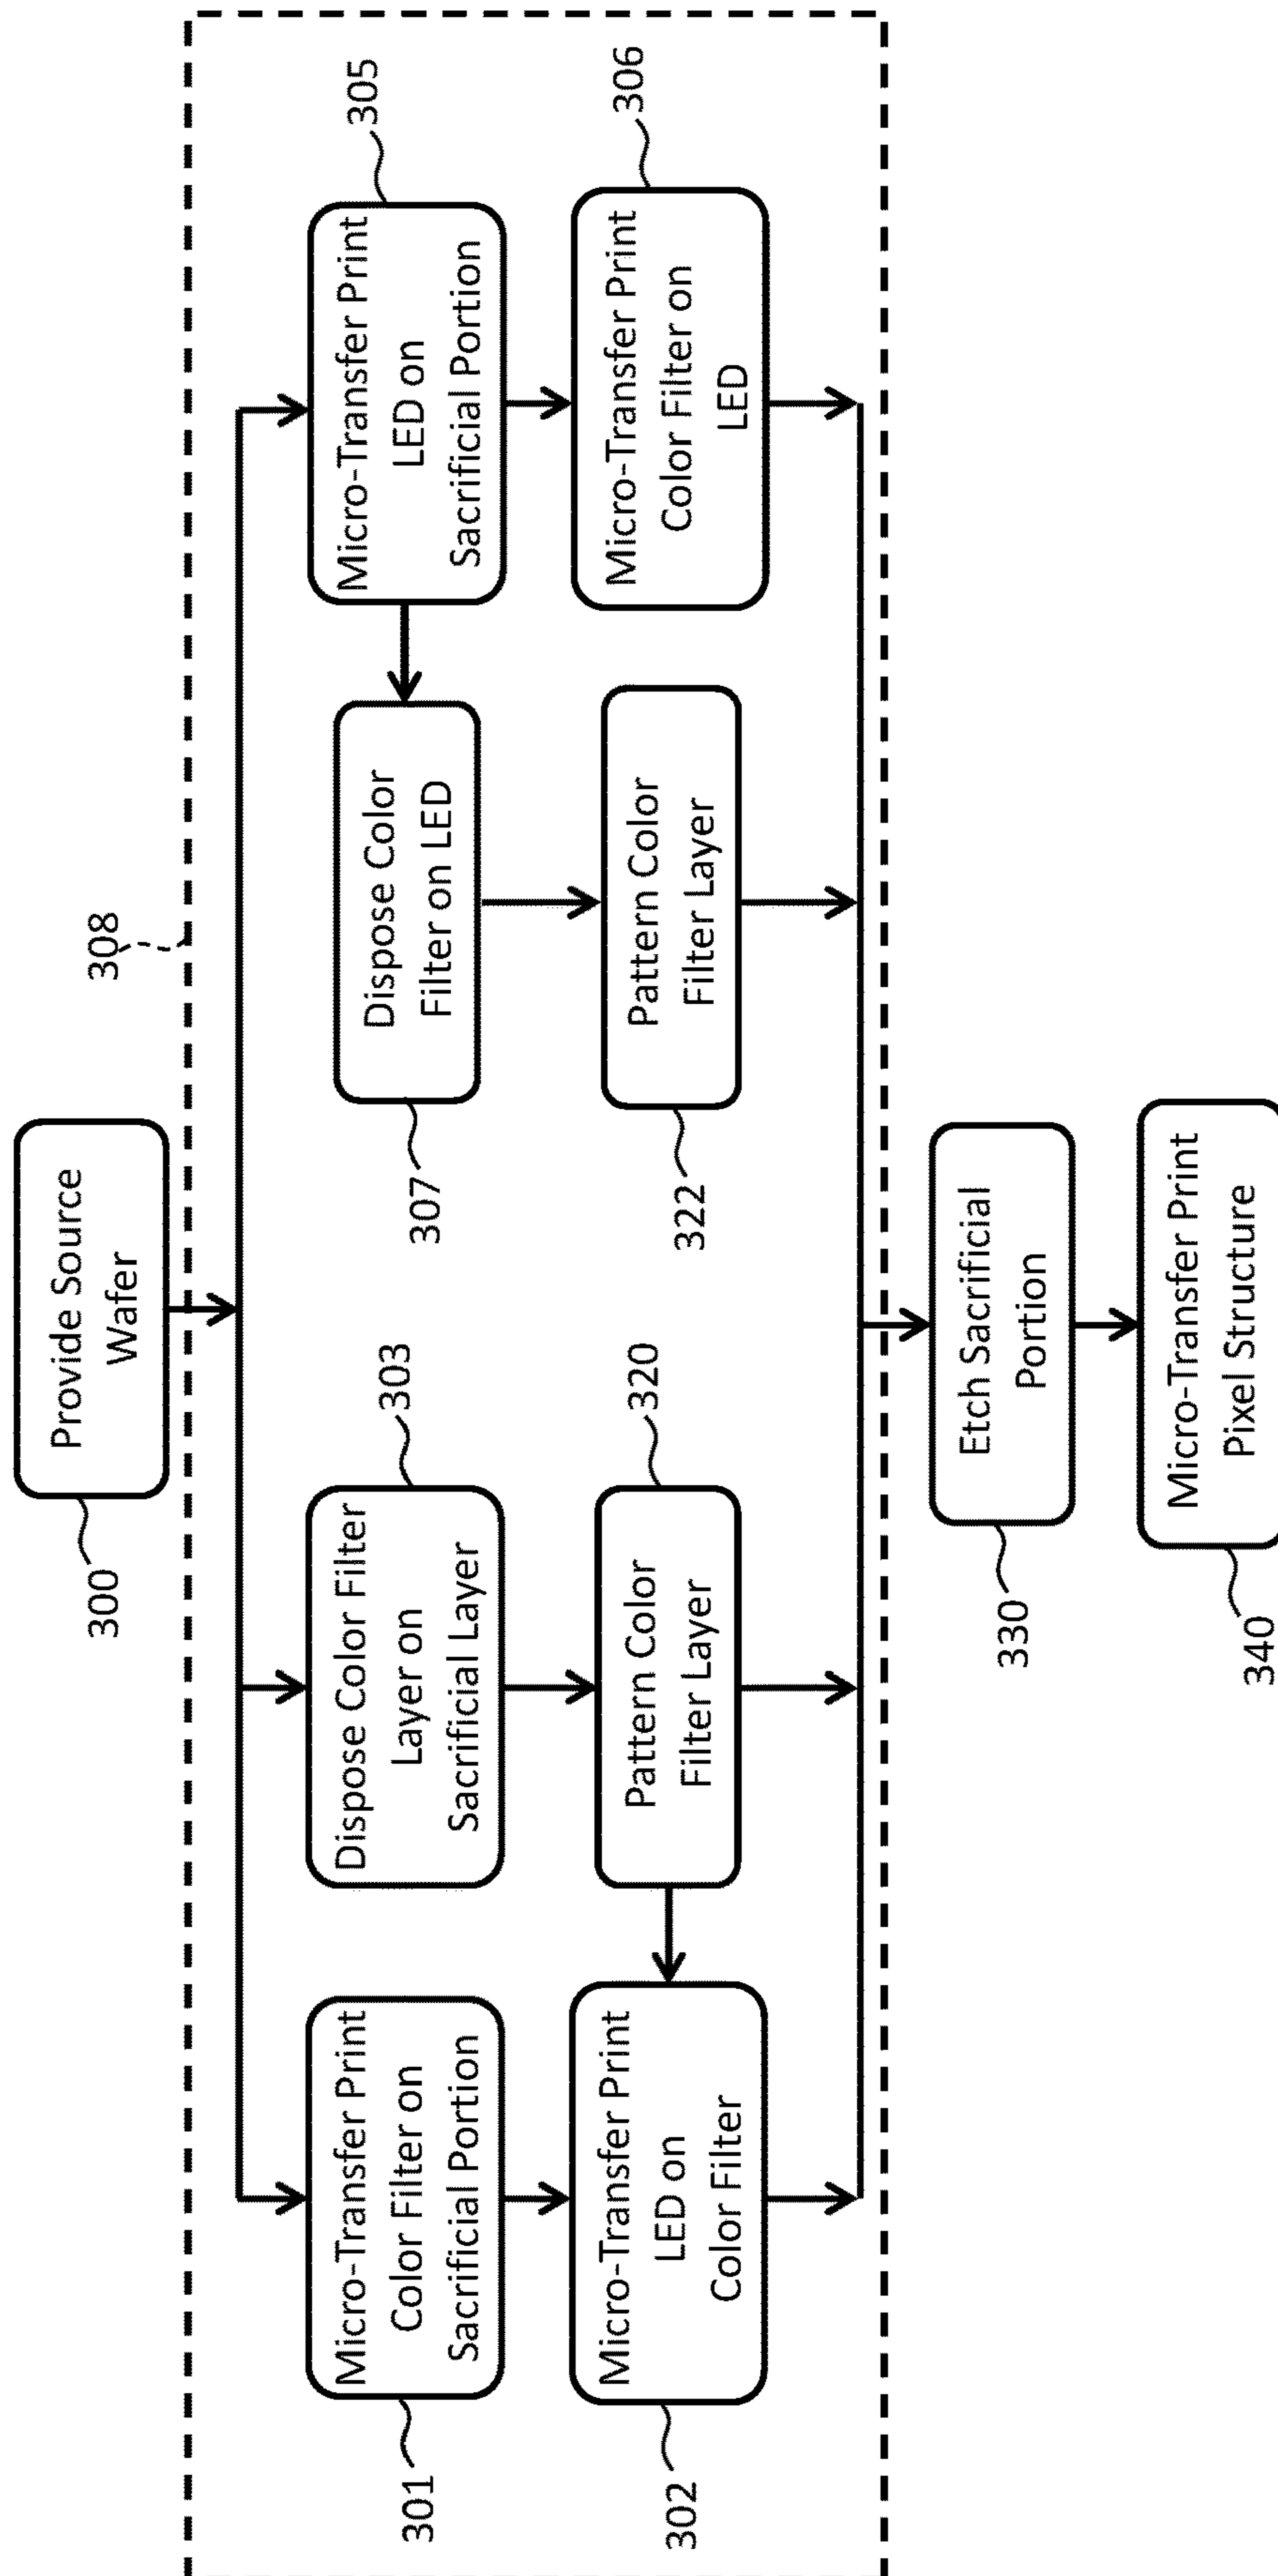 Provide Source
Wafer
300
308
Micro-Transfer Print
Color Filter on
Sacrificial Portion
301
Dispose Color Filter
Layer on
Sacrificial Layer
303
Dispose Color
Filter on LED
307
Micro-Transfer Print
LED on
Sacrificial Portion
305
Micro-Transfer Print
LED on
Color Filter
302
Pattern Color
Filter Layer
320
Pattern Color
Filter Layer
322
Micro-Transfer Print
Color Filter on
LED
306
Etch Sacrificial
Portion
330
Micro-Transfer Print
Pixel Structure
340